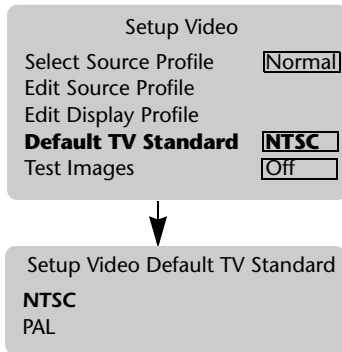 Setup Video
Select Source Profile Normal
Edit Source Profile
Edit Display Profile
Default TV Standard NTSC
Test Images Off
Setup Video Default TV Standard
NTSC
PAL